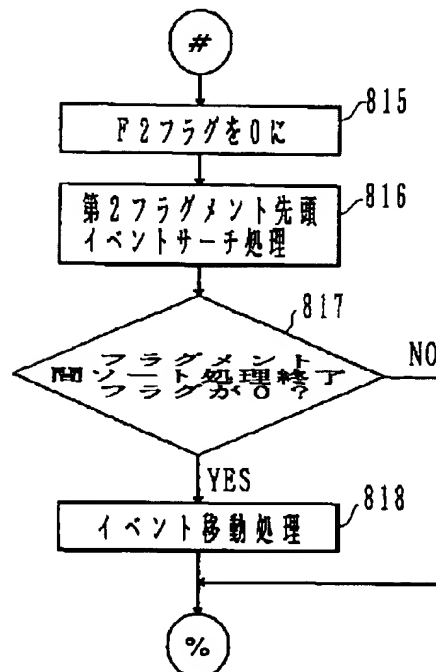 #
815
F2フラグを0に
816
第2フラグメント先頭
イベントサーチ処理
817
フラグメント
間ソート処理終了
フラグが0?
NO
YES
818
イベント移動処理
%